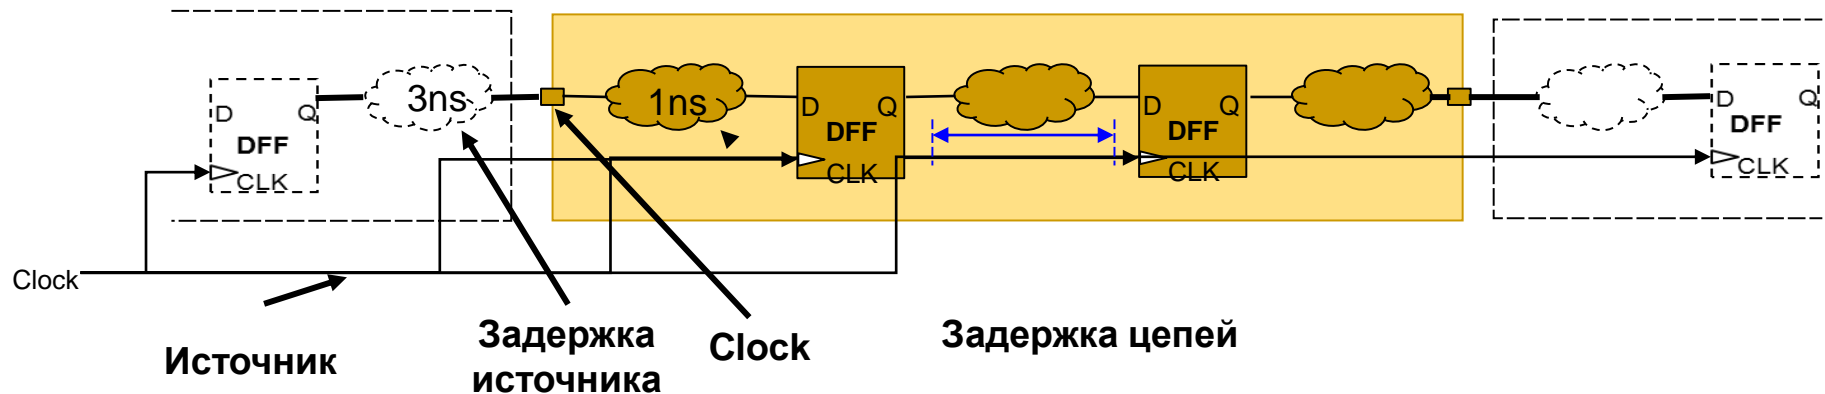 3ns
1ns
D Q
DFF
CLK
D Q
DFF
CLK
D Q
DFF
CLK
D Q
DFF
CLK
Clock
Источник
Задержка
источника
Clock
Задержка цепей